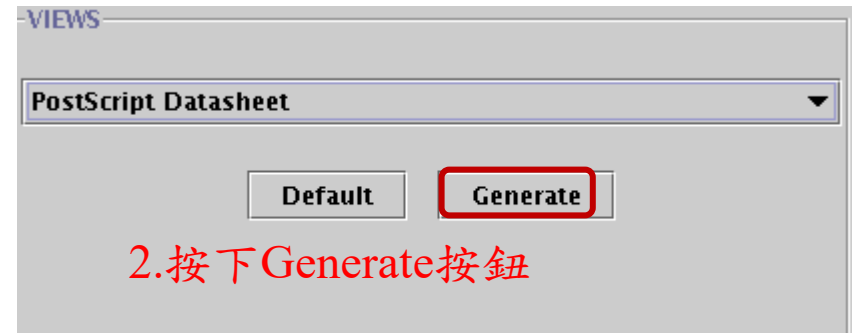 VIEWS
PostScript Datasheet
Default Generate
2.按下Generate按鈕